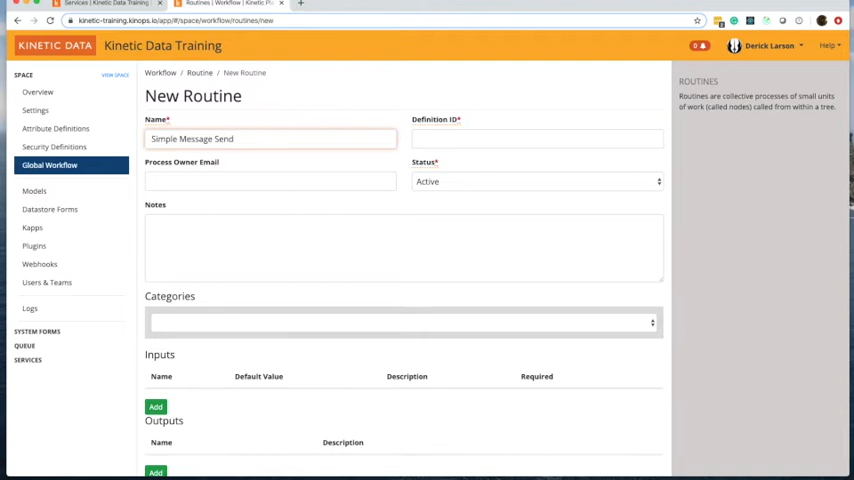 Services | Kinetic Data Training
Routines | Workflow | Kinetic Pl
kinetic-training.kinops.io/app/#/space/workflow/routines/new
KINETIC DATA
Kinetic Data Training
0
Derick Larson
Help
SPACE
VIEW SPACE
Overview
Settings
Attribute Definitions
Security Definitions
Global Workflow
Models
Datastore Forms
Kapps
Plugins
Webhooks
Users & Teams
Logs
SYSTEM FORMS
QUEUE
SERVICES
Workflow / Routine / New Routine
New Routine
Name*
Simple Message Send
Definition ID*
Process Owner Email
Status*
Active
Notes
Categories
Inputs
Name Default Value Description Required
Add
Outputs
Name Description
Add
ROUTINES
Routines are collective processes of small units
of work (called nodes) called from within a tree.